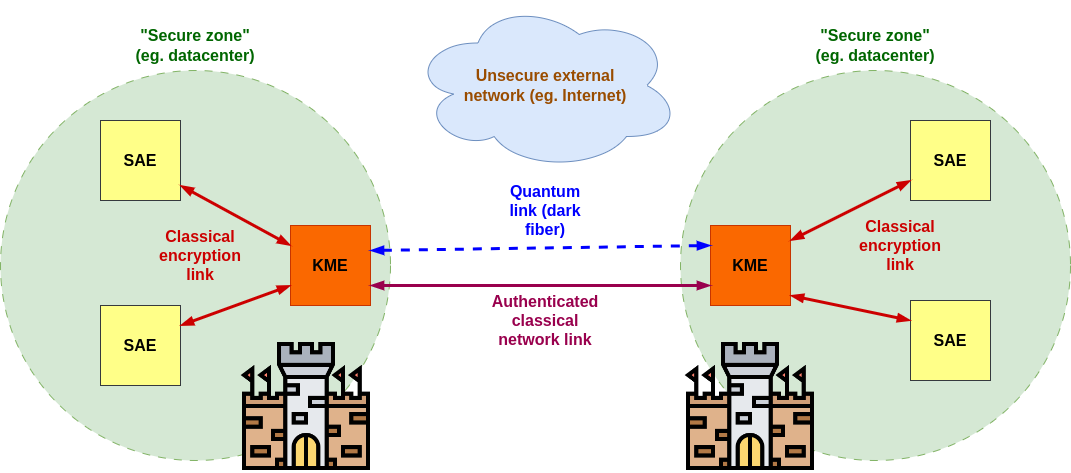 "Secure zone"
(eg. datacenter)
SAE
Classical
encryption
link
SAE
KME
Unsecure external
network (eg. Internet)
Quantum
link (dark
fiber)
Authenticated
classical
network link
"Secure zone"
(eg. datacenter)
KME
SAE
Classical
encryption
link
SAE